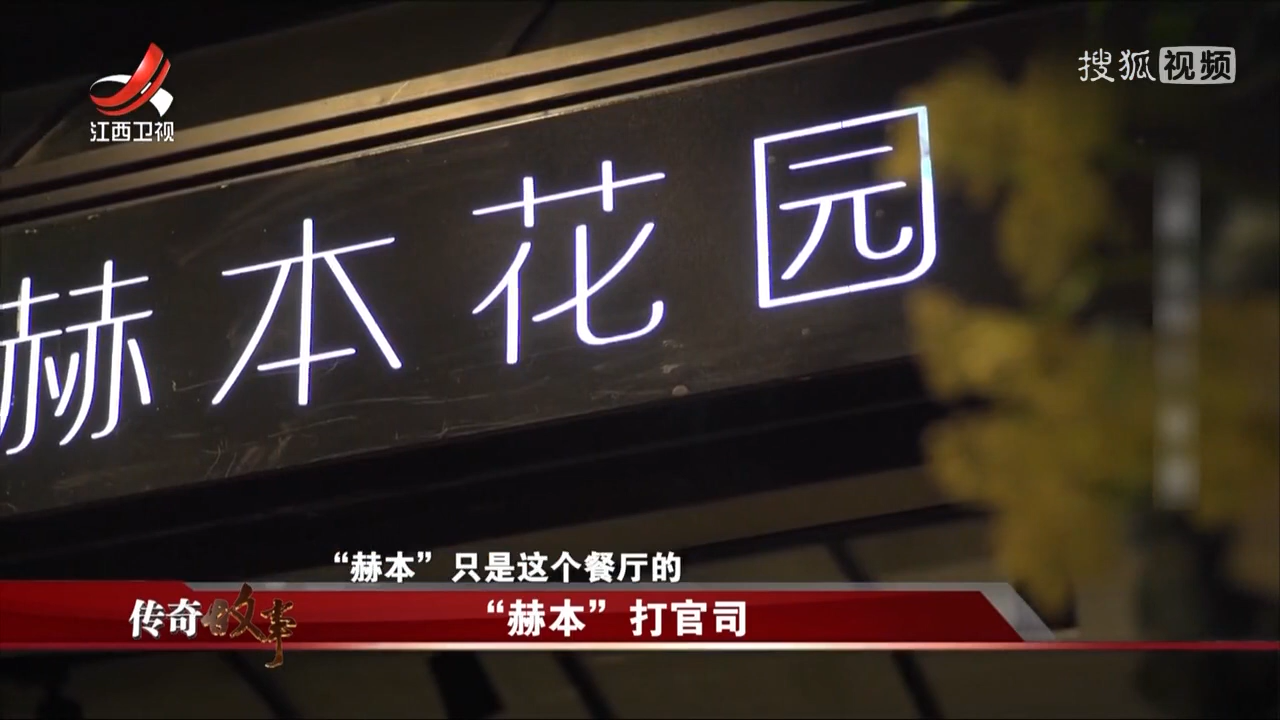 江西卫视
搜狐视频
赫本花园
“赫本”只是这个餐厅的
传奇故事
“赫本”打官司